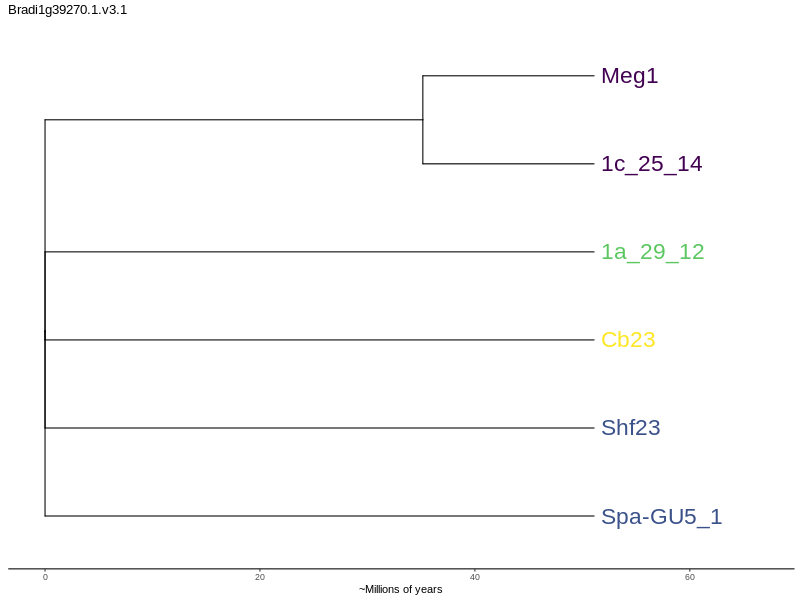 Bradi1g39270.1.v3.1
Meg1
1c_25_14
1a_29_12
Cb23
Shf23
Spa-GU5_1
0 20 40 60
~Millions of years